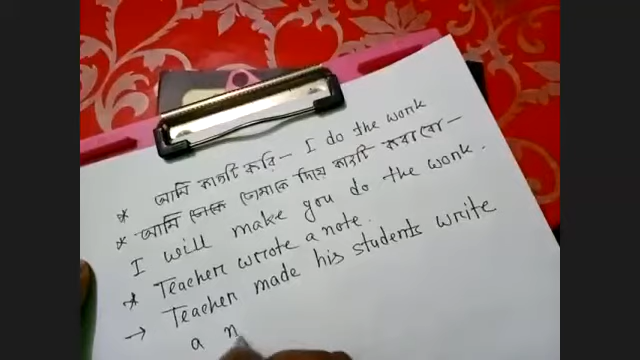 * আমি কাজটি করি - I do the work
* আমি তোকে তোমাকে দিয়ে কাজটি করাবো -
I will make you do the work.
* Teacher wrote a note.
→ Teacher made his students write
a n